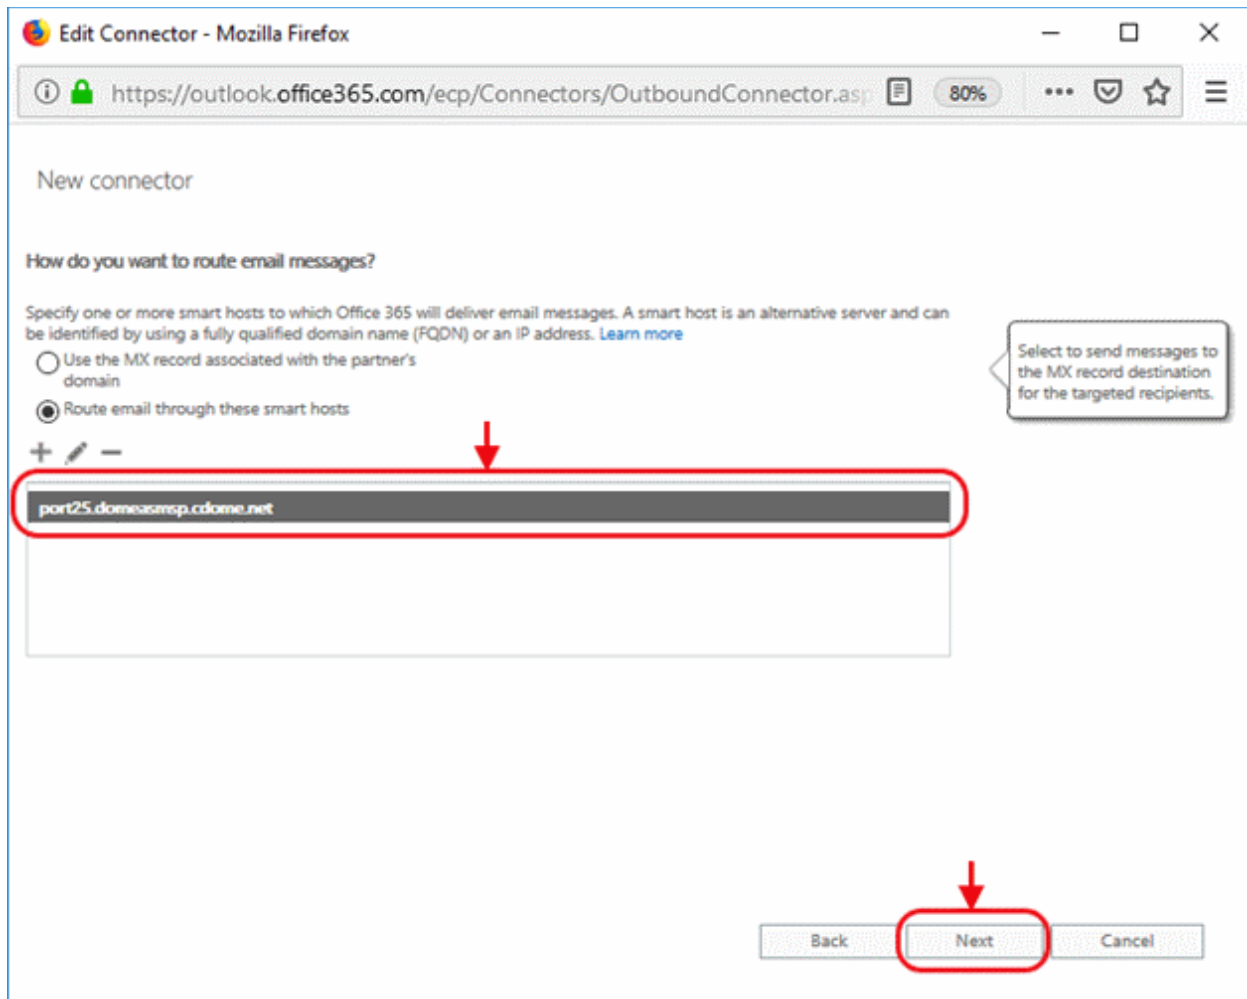 Edit Connector - Mozilla Firefox
https://outlook.office365.com/ecp/Connectors/OutboundConnector.asp
80%
New connector
How do you want to route email messages?
Specify one or more smart hosts to which Office 365 will deliver email messages. A smart host is an alternative server and can
be identified by using a fully qualified domain name (FQDN) or an IP address. Learn more
Use the MX record associated with the partner's
domain
Route email through these smart hosts
Select to send messages to
the MX record destination
for the targeted recipients.
port25.domeasmsp.cdome.net
Back
Next
Cancel